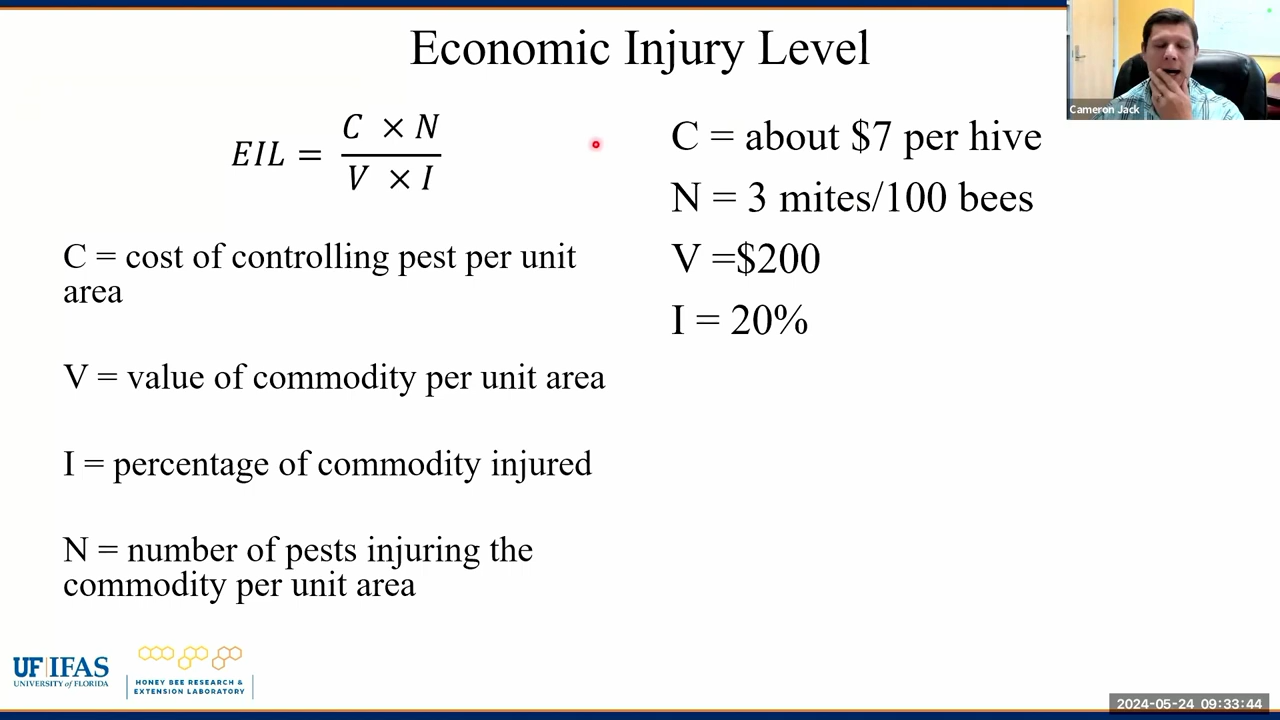 Economic Injury Level
EIL = C × N / V × I
C = cost of controlling pest per unit
area
V = value of commodity per unit area
I = percentage of commodity injured
N = number of pests injuring the
commodity per unit area
C = about $7 per hive
N = 3 mites/100 bees
V =$200
I = 20%
Cameron Jack
UF IFAS
UNIVERSITY of FLORIDA
HONEY BEE RESEARCH &
EXTENSION LABORATORY
2024-05-24 09:33:44